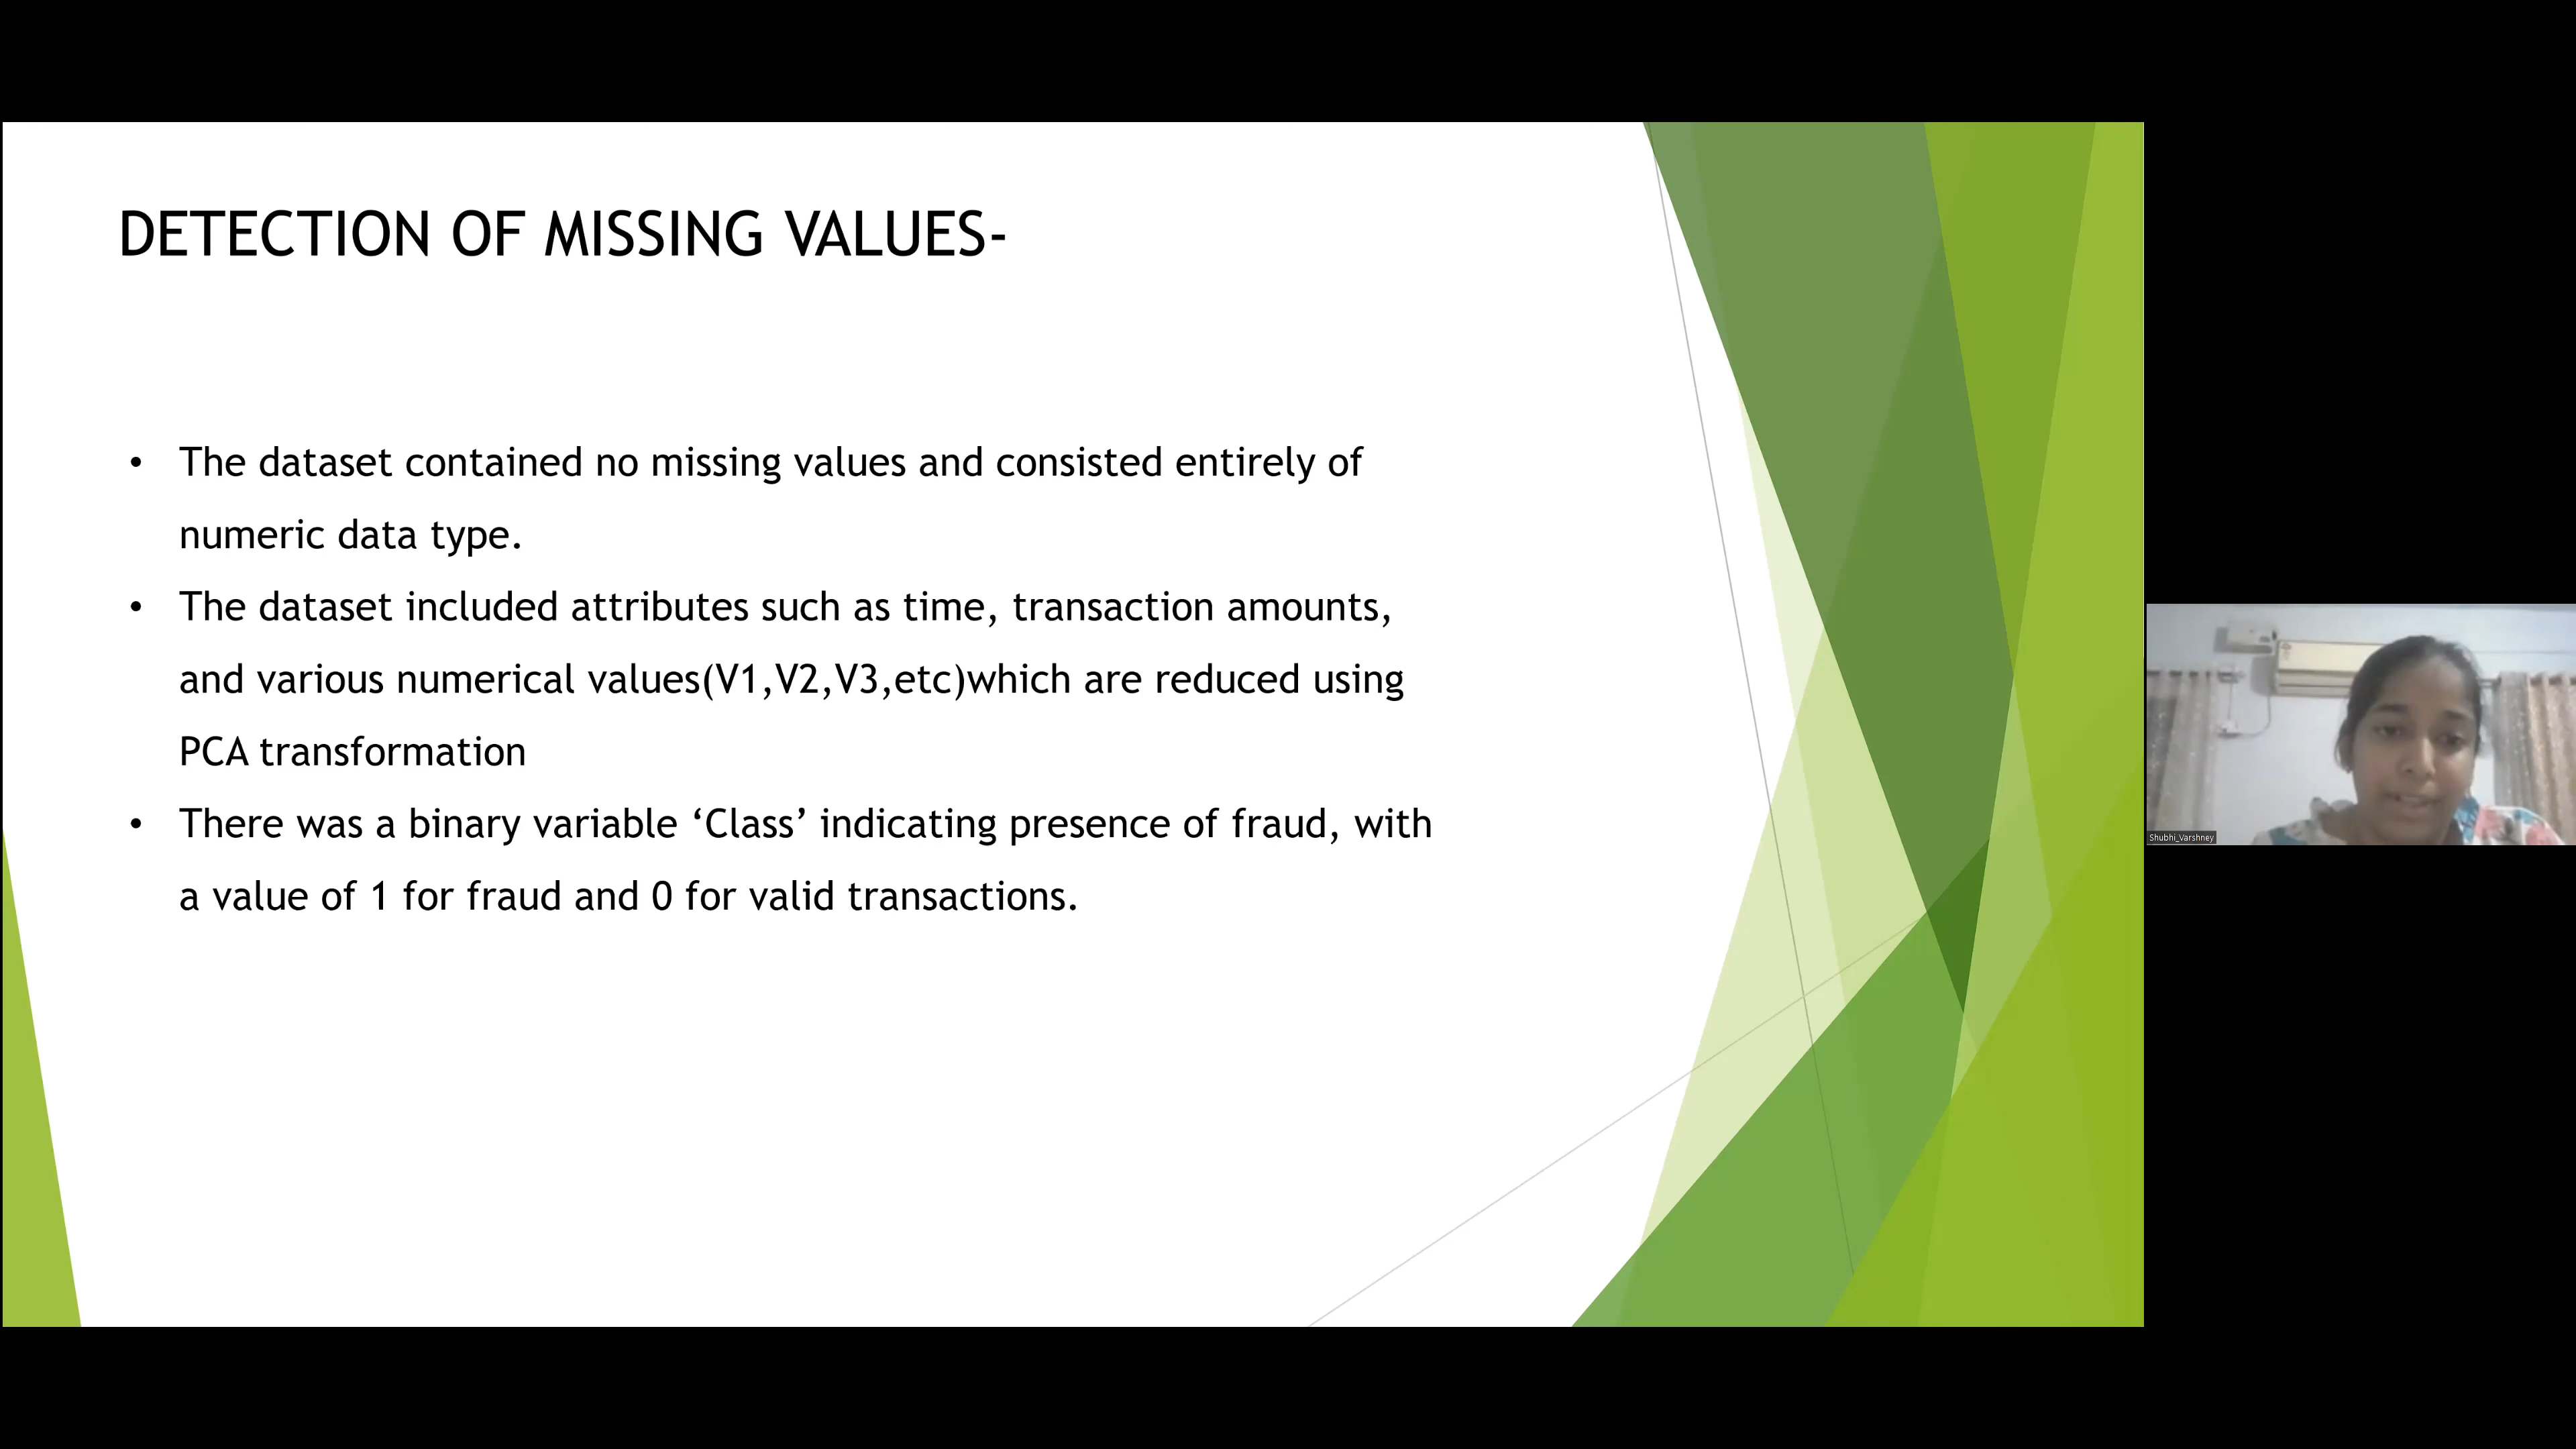 DETECTION OF MISSING VALUES-
• The dataset contained no missing values and consisted entirely of
numeric data type.
• The dataset included attributes such as time, transaction amounts,
and various numerical values(V1,V2,V3,etc)which are reduced using
PCA transformation
• There was a binary variable ‘Class’ indicating presence of fraud, with
a value of 1 for fraud and 0 for valid transactions.
Shubhi_Varshney